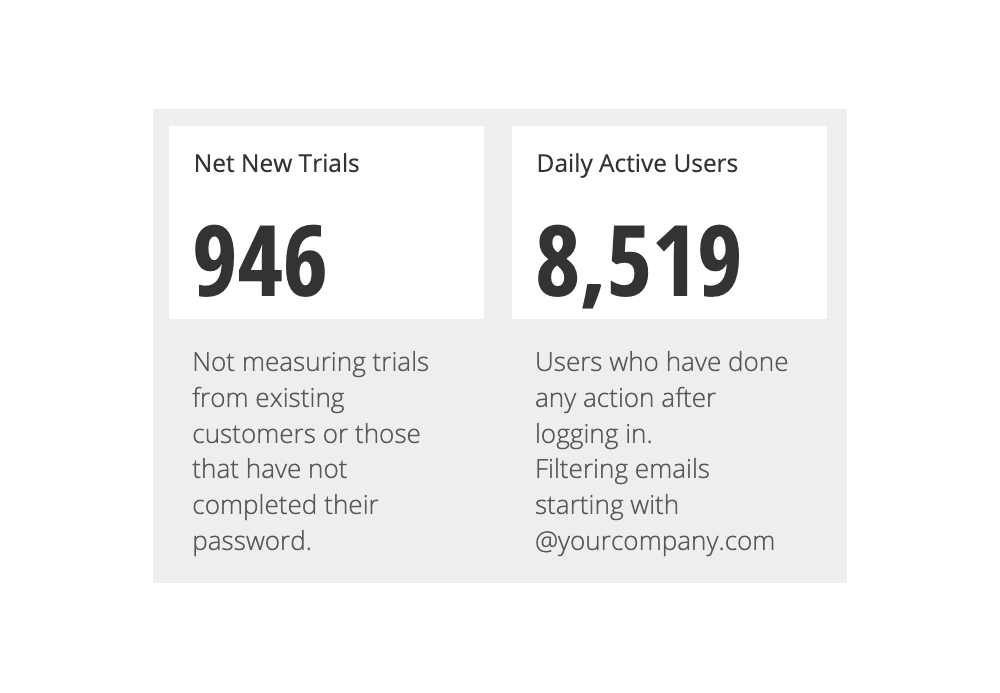 Net New Trials
946
Not measuring trials
from existing
customers or those
that have not
completed their
password.
Daily Active Users
8,519
Users who have done
any action after
logging in.
Filtering emails
starting with
@yourcompany.com